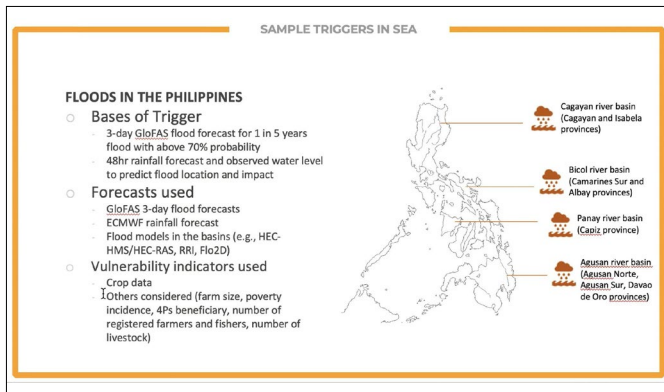 SAMPLE TRIGGERS IN SEA
FLOODS IN THE PHILIPPINES
Bases of Trigger
3-day GloFAS flood forecast for 1 in 5 years
flood with above 70% probability
48hr rainfall forecast and observed water level
to predict flood location and impact
Forecasts used
GloFAS 3-day flood forecasts
ECMWF rainfall forecast
Flood models in the basins (e.g., HEC-
HMS/HEC-RAS, RRI, Flo2D)
Vulnerability indicators used
Crop data
Others considered (farm size, poverty
incidence, 4Ps beneficiary, number of
registered farmers and fishers, number of
livestock)
Cagayan river basin
(Cagayan and Isabela
provinces)
Bicol river basin
(Camarines Sur and
Albay provinces)
Panay river basin
(Capiz province)
Agusan river basin
(Agusan Norte,
Agusan Sur, Davao
de Oro provinces)